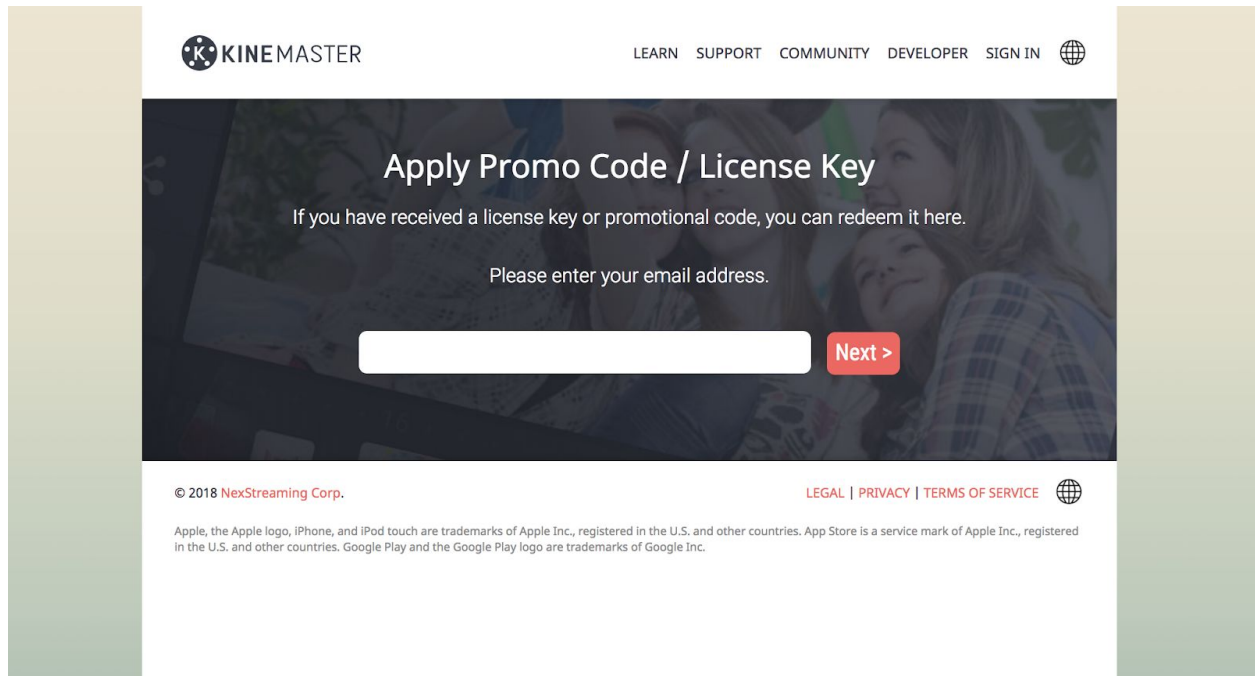 KINEMASTER
LEARN SUPPORT COMMUNITY DEVELOPER SIGN IN
Apply Promo Code / License Key
If you have received a license key or promotional code, you can redeem it here.
Please enter your email address.
Next >
© 2018 NexStreaming Corp.
LEGAL | PRIVACY | TERMS OF SERVICE
Apple, the Apple logo, iPhone, and iPod touch are trademarks of Apple Inc., registered in the U.S. and other countries. App Store is a service mark of Apple Inc., registered
in the U.S. and other countries. Google Play and the Google Play logo are trademarks of Google Inc.